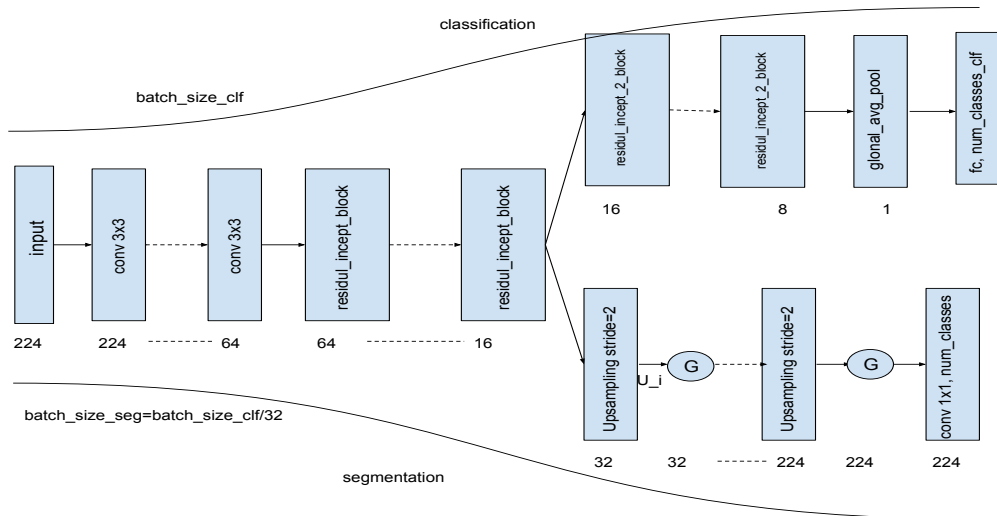 classification
batch_size_clf
input
conv 3x3
conv 3x3
residul_incept_block
residul_incept_block
224
224
64
64
16
residul_incept_2_block
residul_incept_2_block
glonal_avg_pool
fc, num_classes_clf
16
8
1
Upsampling stride=2
U_i
G
Upsampling stride=2
G
conv 1x1, num_classes
32
32
224
224
224
batch_size_seg=batch_size_clf/32
segmentation